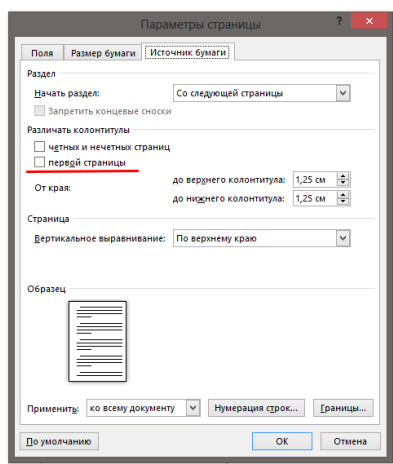 Параметры страницы ?
Поля Размер бумаги Источник бумаги
Раздел
Начать раздел: Со следующей страницы
Запретить концевые сноски
Различать колонтитулы
четных и нечетных страниц
первой страницы
От края:
до верхнего колонтитула: 1,25 см
до нижнего колонтитула: 1,25 см
Страница
Вертикальное выравнивание: По верхнему краю
Образец
Применить: ко всему документу Нумерация строк... Границы...
По умолчанию ОК Отмена